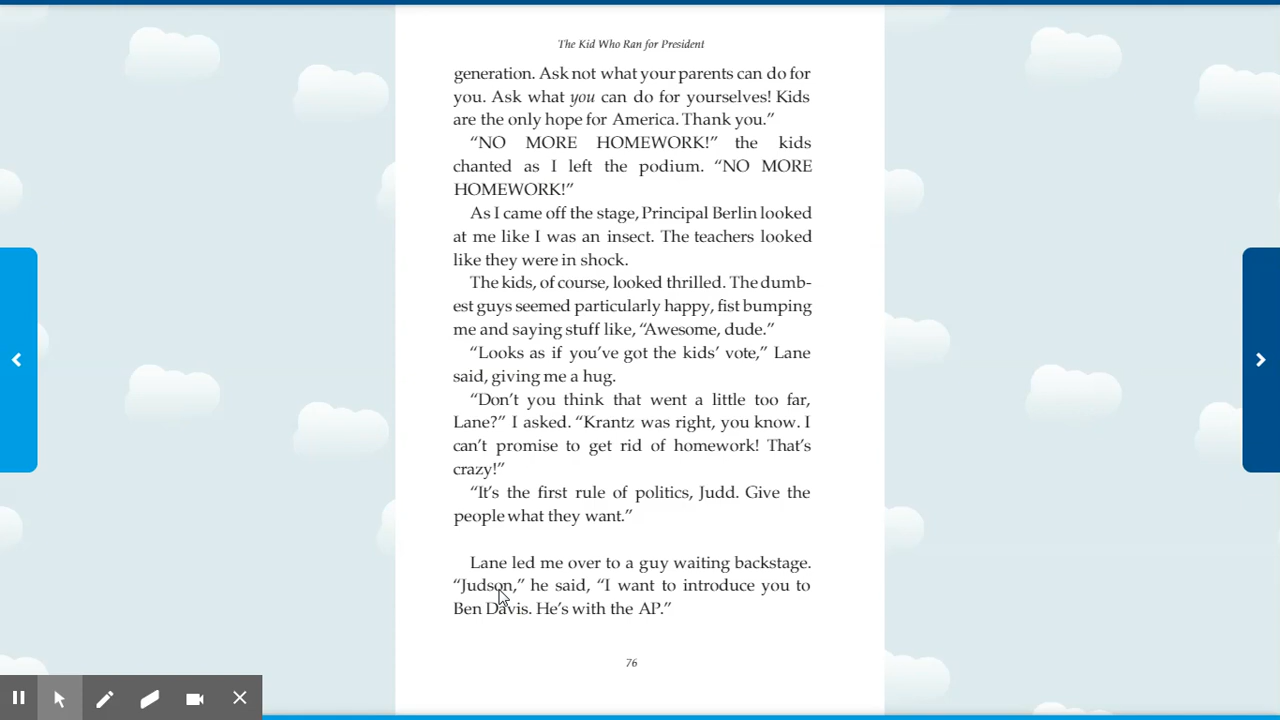 The Kid Who Ran for President
generation. Ask not what your parents can do for
you. Ask what you can do for yourselves! Kids
are the only hope for America. Thank you.”
“NO MORE HOMEWORK!” the kids
chanted as I left the podium. “NO MORE
HOMEWORK!”
As I came off the stage, Principal Berlin looked
at me like I was an insect. The teachers looked
like they were in shock.
The kids, of course, looked thrilled. The dumb-
est guys seemed particularly happy, fist bumping
me and saying stuff like, “Awesome, dude.”
“Looks as if you’ve got the kids’ vote,” Lane
said, giving me a hug.
“Don’t you think that went a little too far,
Lane?” I asked. “Krantz was right, you know. I
can’t promise to get rid of homework! That’s
crazy!”
“It’s the first rule of politics, Judd. Give the
people what they want.”
Lane led me over to a guy waiting backstage.
“Judson,” he said, “I want to introduce you to
Ben Davis. He’s with the AP.”
76